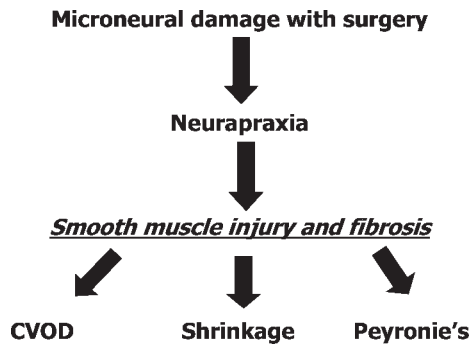 Microneural damage with surgery
Neurapraxia
Smooth muscle injury and fibrosis
CVOD Shrinkage Peyronie's